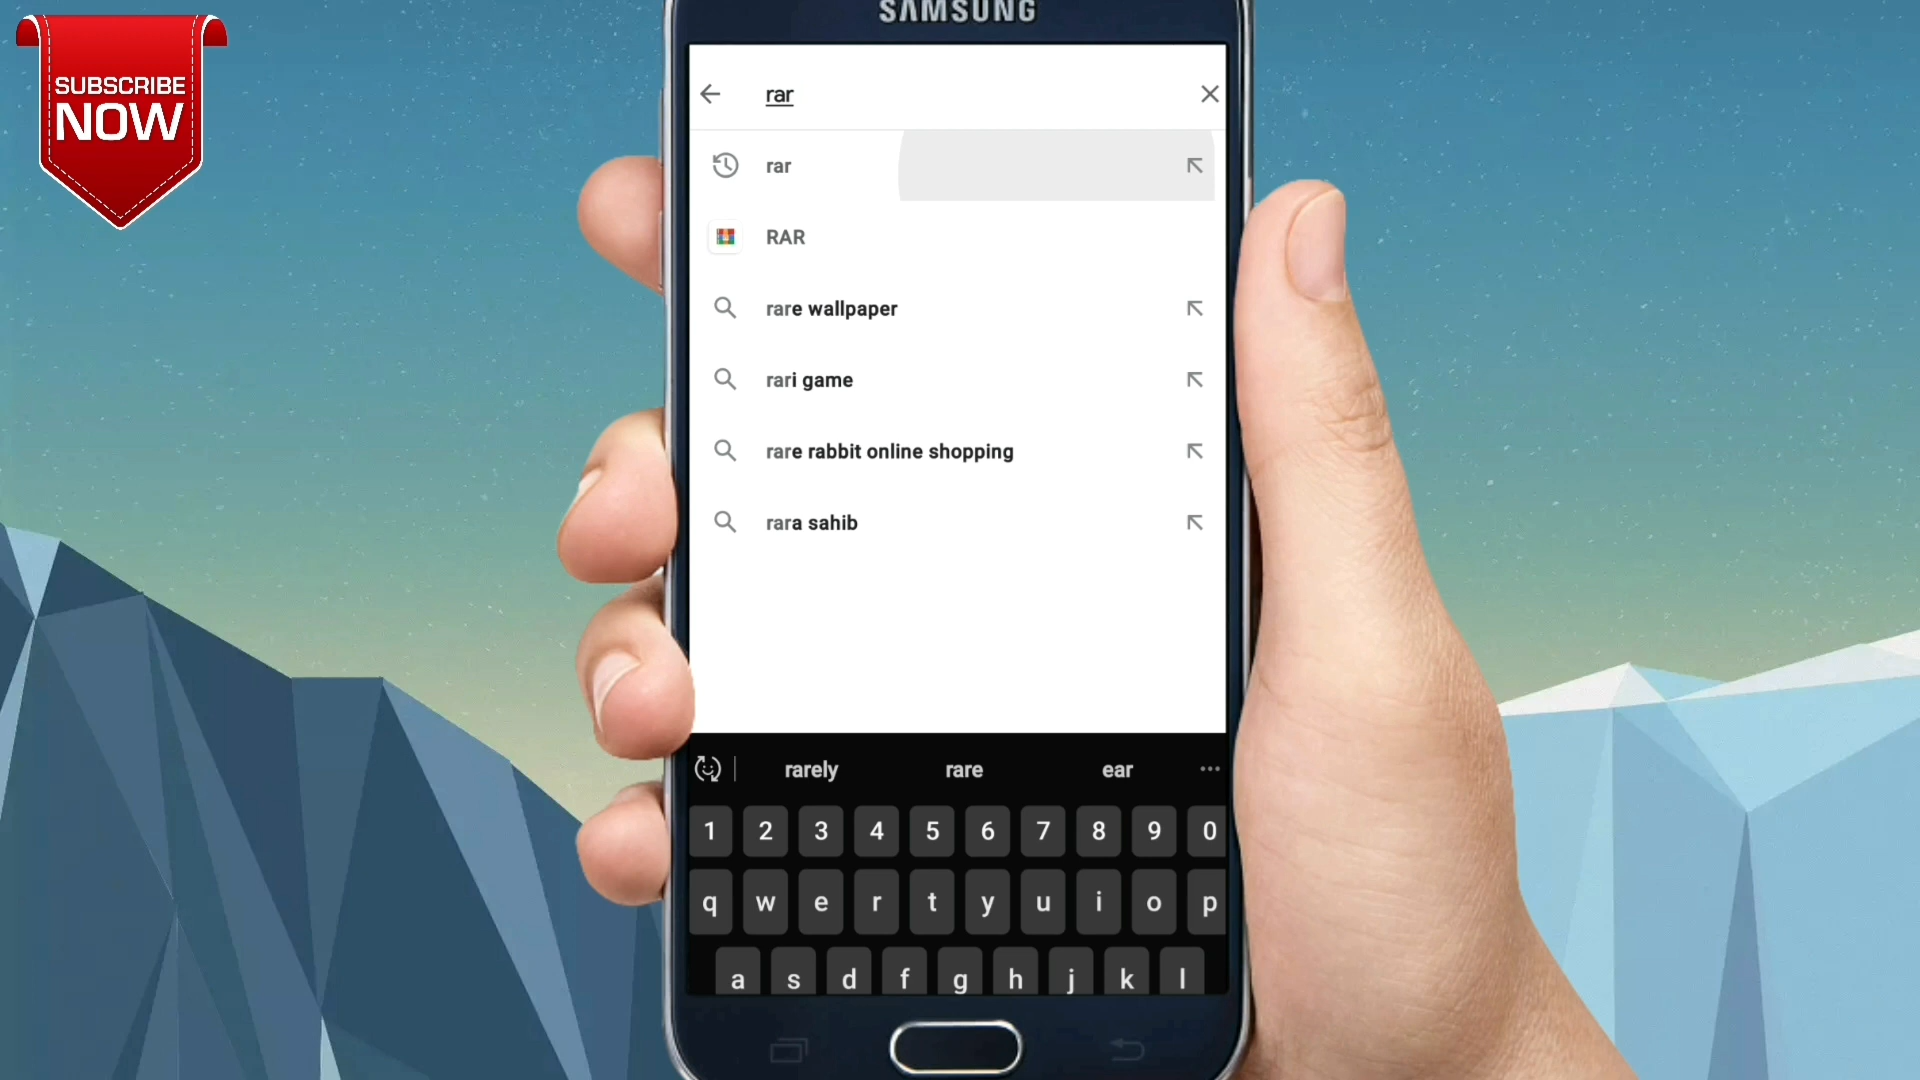 SUBSCRIBE
NOW
SAMSUNG
rar
rar
RAR
rare wallpaper
rari game
rare rabbit online shopping
rara sahib
rarely rare ear
1 2 3 4 5 6 7 8 9 0
q w e r t y u i o p
a s d f g h j k l